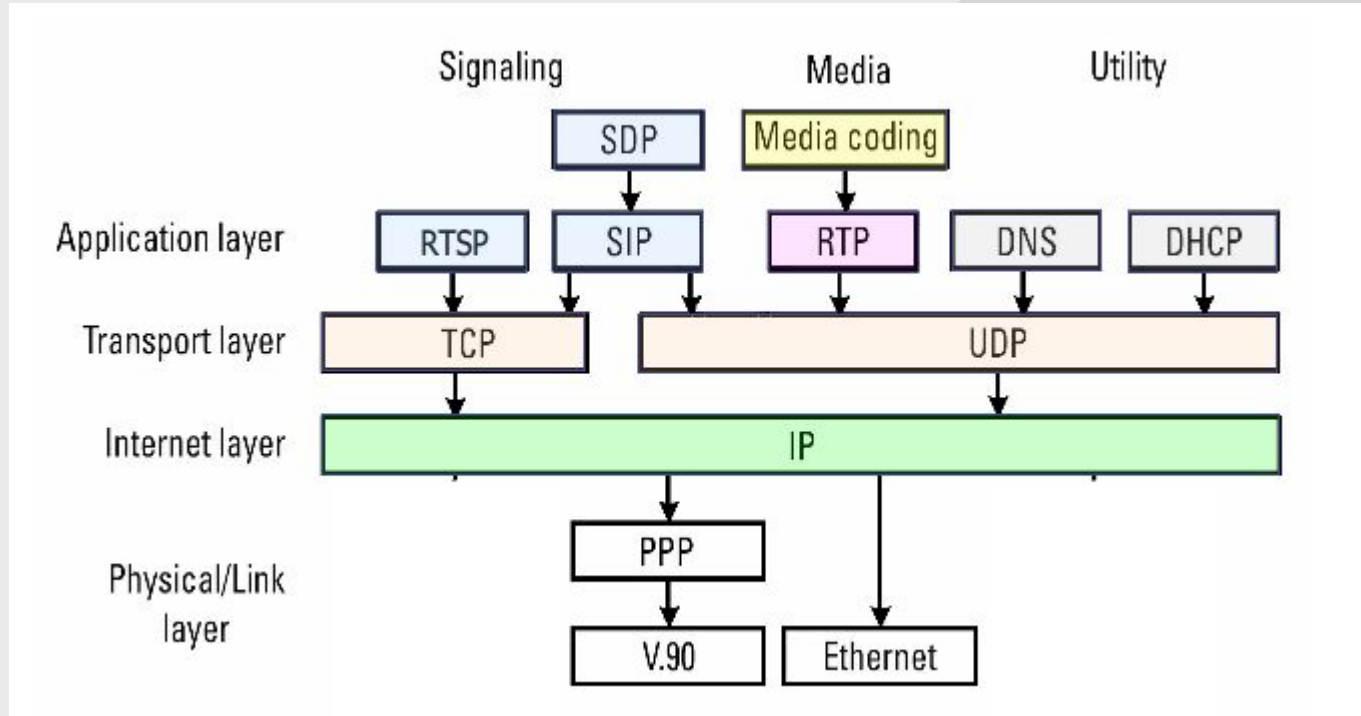 Signaling
Media
Utility
SDP
Media coding
Application layer
RTSP
SIP
RTP
DNS
DHCP
Transport layer
TCP
UDP
Internet layer
IP
PPP
Physical/Link
layer
V.90
Ethernet